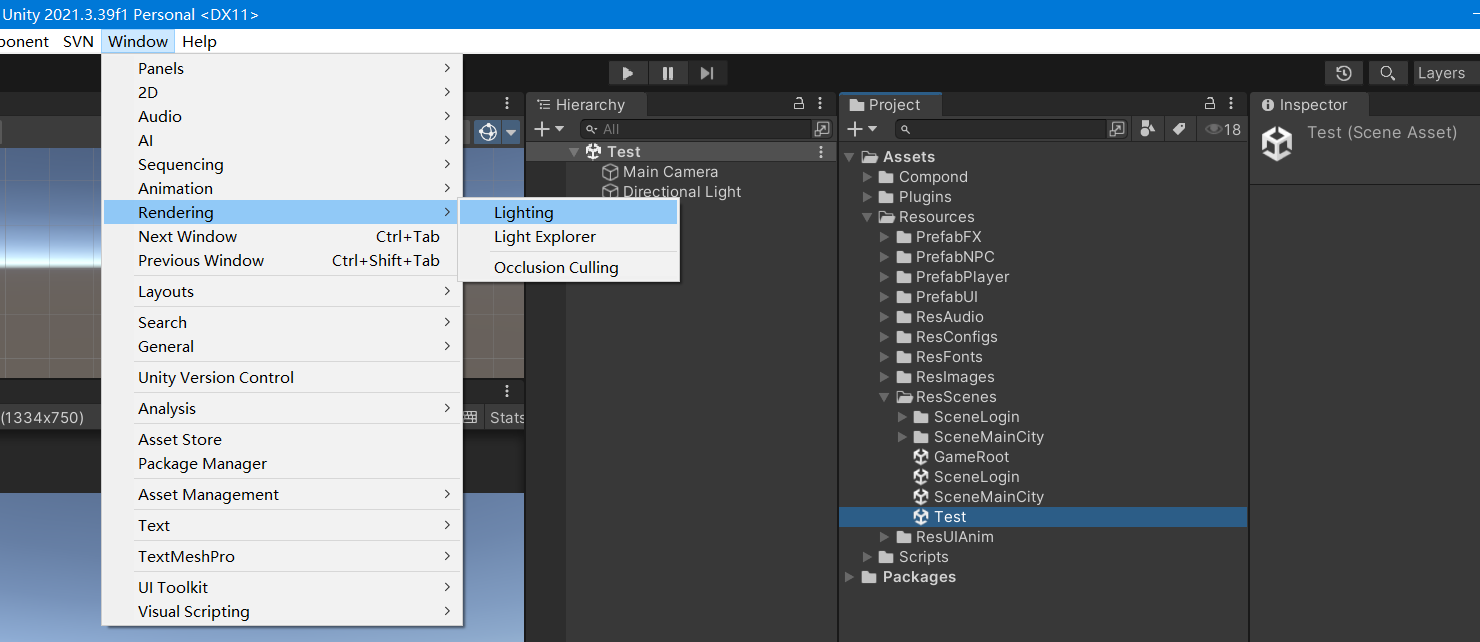 Unity 2021.3.39f1 Personal <DX11>
ponent SVN Window Help
Layers
Panels
2D
Audio
AI
Sequencing
Animation
Rendering
Next Window Ctrl+Tab
Previous Window Ctrl+Shift+Tab
Layouts
Search
General
Unity Version Control
Analysis
Asset Store
Package Manager
Asset Management
Text
TextMeshPro
UI Toolkit
Visual Scripting
Lighting
Light Explorer
Occlusion Culling
(1334x750)
Stats
Hierarchy
All
Test
Main Camera
Directional Light
Project
18
Assets
Compond
Plugins
Resources
PrefabFX
PrefabNPC
PrefabPlayer
PrefabUI
ResAudio
ResConfigs
ResFonts
ResImages
ResScenes
SceneLogin
SceneMainCity
GameRoot
SceneLogin
SceneMainCity
Test
ResUIAnim
Scripts
Packages
Inspector
Test (Scene Asset)